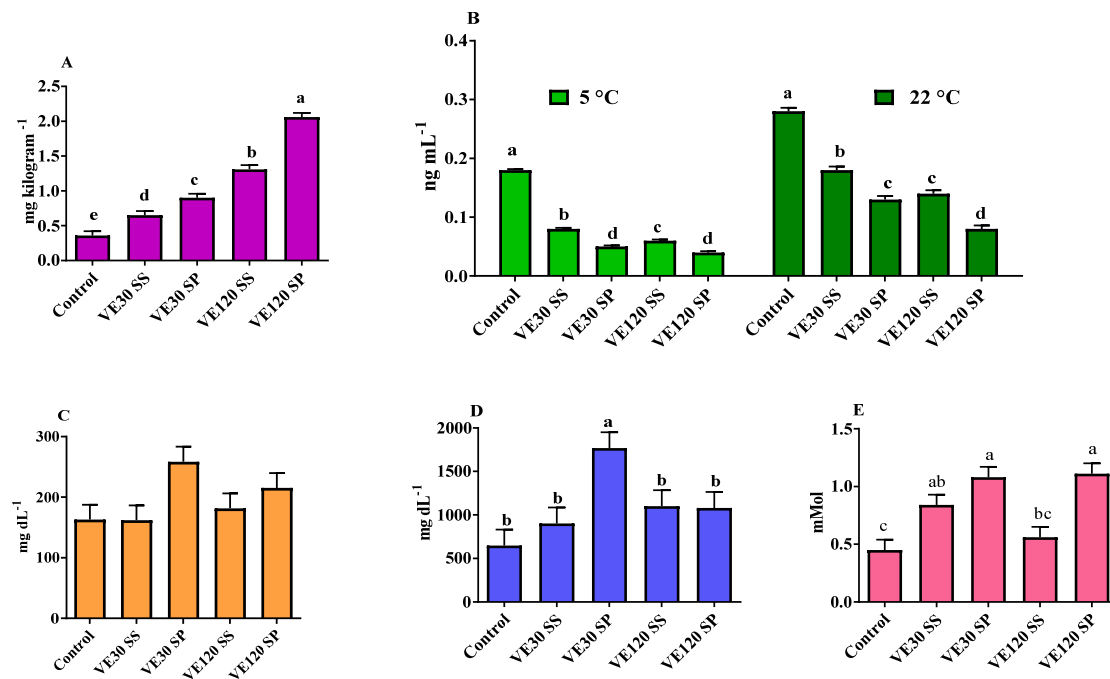 A
mg kilogram -1
2.5
2.0
1.5
1.0
0.5
0.0
e
d
c
b
a
Control
VE30 SS
VE30 SP
VE120 SS
VE120 SP
B
ng mL-1
0.4
0.3
0.2
0.1
0.0
5 °C
22 °C
a
b
d
c
d
a
b
c
c
d
Control
VE30 SS
VE30 SP
VE120 SS
VE120 SP
Control
VE30 SS
VE30 SP
VE120 SS
VE120 SP
C
mg dL-1
300
200
100
0
Control
VE30 SS
VE30 SP
VE120 SS
VE120 SP
D
mg dL-1
2000
1500
1000
500
0
b
b
a
b
b
Control
VE30 SS
VE30 SP
VE120 SS
VE120 SP
E
mMol
1.5
1.0
0.5
0.0
c
ab
a
bc
a
Control
VE30 SS
VE30 SP
VE120 SS
VE120 SP